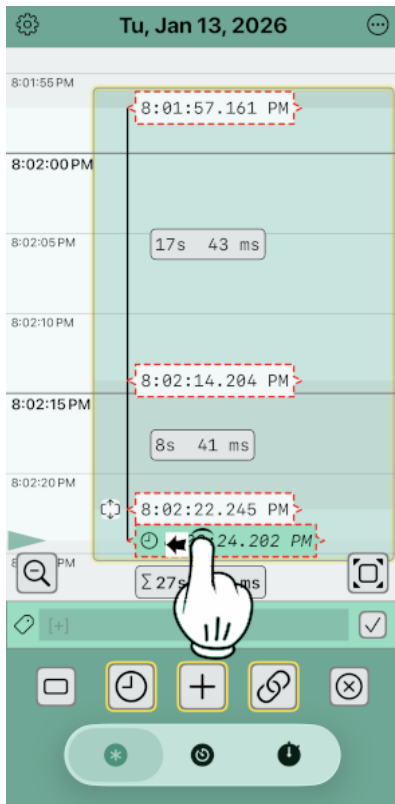 Tu, Jan 13, 2026
8:01:55 PM
8:01:57.161 PM
8:02:00 PM
8:02:05 PM
17s 43 ms
8:02:10 PM
8:02:14.204 PM
8:02:15 PM
8s 41 ms
8:02:20 PM
8:02:22.245 PM
24.202 PM
PM
Σ 27s ms
[+]